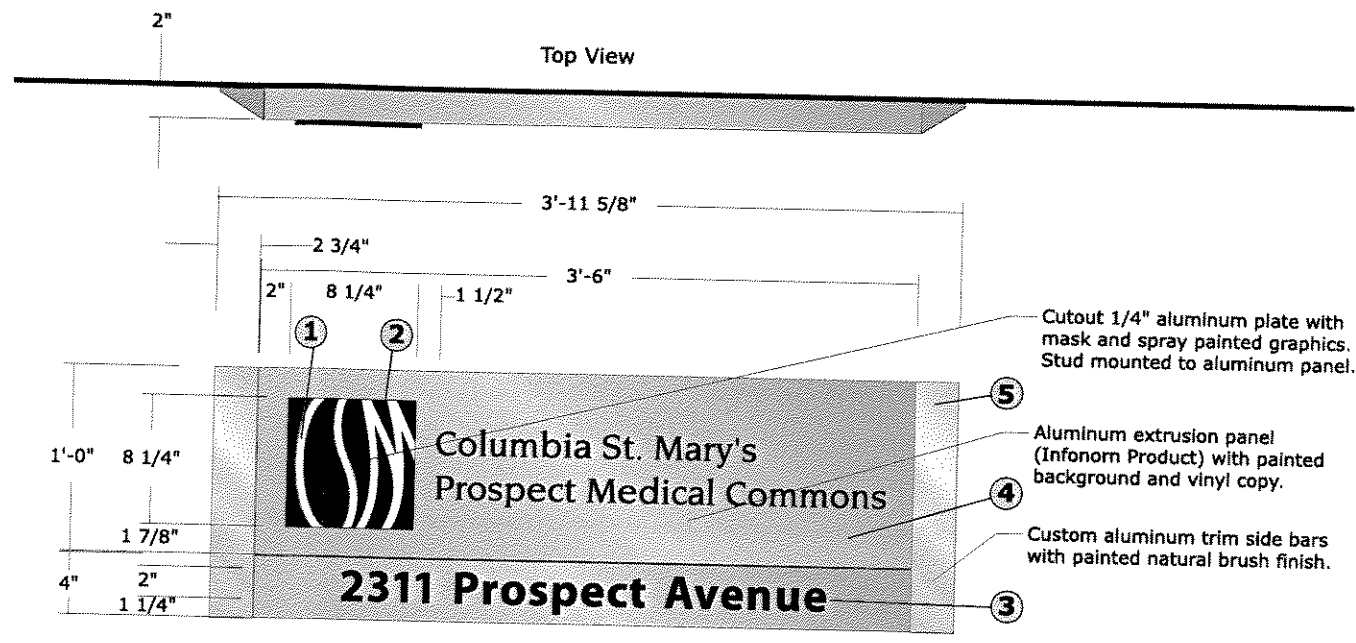 2"
Top View
3'-11 5/8"
2 3/4"
3'-6"
2" 8 1/4" 1 1/2"
1 2
Cutout 1/4" aluminum plate with
mask and spray painted graphics.
Stud mounted to aluminum panel.
5
1'-0" 8 1/4"
Columbia St. Mary's
Prospect Medical Commons
Aluminum extrusion panel
(Infonorn Product) with painted
background and vinyl copy.
4
1 7/8"
Custom aluminum trim side bars
with painted natural brush finish.
4" 2"
1 1/4"
2311 Prospect Avenue
3